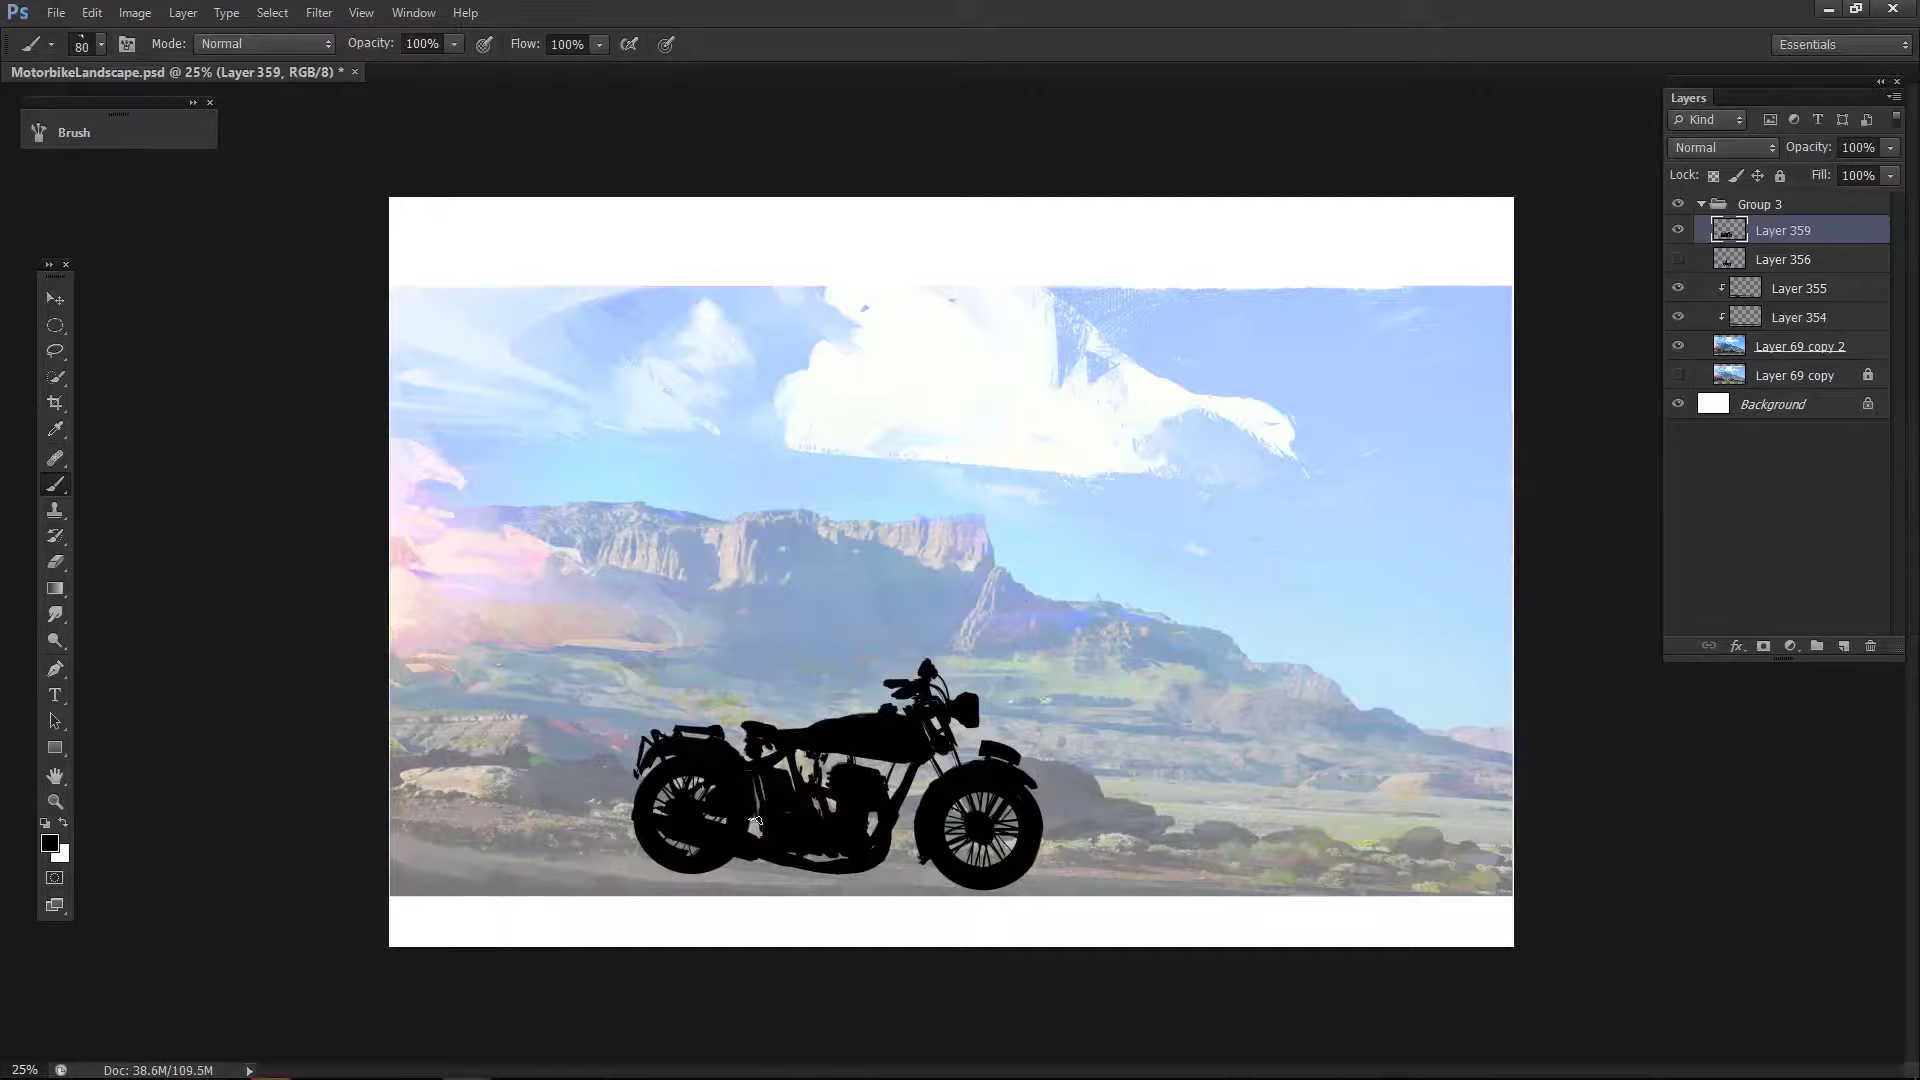 Ps File Edit Image Layer Type Select Filter View Window Help
80 Mode: Normal Opacity: 100% Flow: 100% Essentials
MotorbikeLandscape.psd @ 25% (Layer 359, RGB/8) * ×
Brush
Layers
Kind
Normal Opacity: 100%
Lock: Fill: 100%
Group 3
Layer 359
Layer 356
Layer 355
Layer 354
Layer 69 copy 2
Layer 69 copy
Background
25% Doc: 38.6M/109.5M